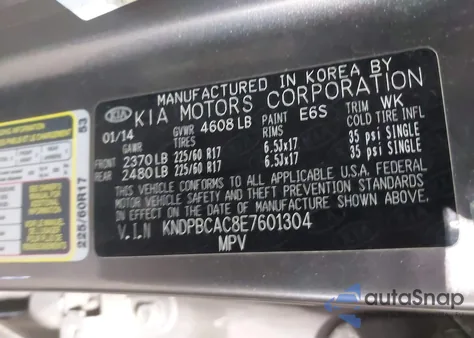 MANUFACTURED IN KOREA BY
KIA KIA MOTORS CORPORATION
01/14 GVWR 4608 LB PAINT E6S TRIM WK
GAWR TIRES RIMS COLD TIRE INFL
FRONT 2370 LB 225/60 R17 6.5Jx17 35 psi SINGLE
REAR 2480 LB 225/60 R17 6.5Jx17 35 psi SINGLE
THIS VEHICLE CONFORMS TO ALL APPLICABLE U.S.A. FEDERAL
MOTOR VEHICLE SAFETY AND THEFT PREVENTION STANDARDS
IN EFFECT ON THE DATE OF MANUFACTURE SHOWN ABOVE.
V.I.N KNDPBCAC8E7601304
MPV
53
225/60R17
autoSnap